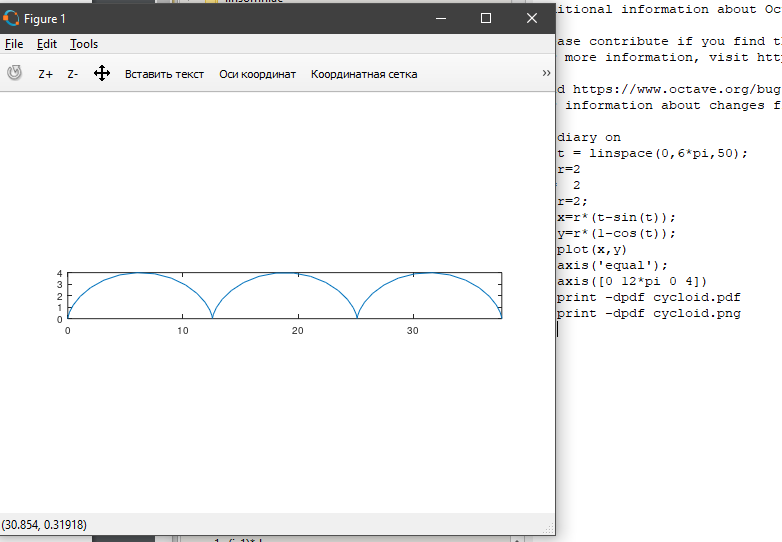 Figure 1
File Edit Tools
Z+ Z- Вставить текст Оси координат Координатная сетка »
4
3
2
1
0
0 10 20 30
(30.854, 0.31918)
itional information about Oc
ase contribute if you find th
more information, visit http
d https://www.octave.org/bug
information about changes f
diary on
t = linspace(0,6*pi,50);
r=2
= 2
r=2;
x=r*(t-sin(t));
y=r*(1-cos(t));
plot(x,y)
axis('equal');
axis([0 12*pi 0 4])
print -dpdf cycloid.pdf
print -dpdf cycloid.png